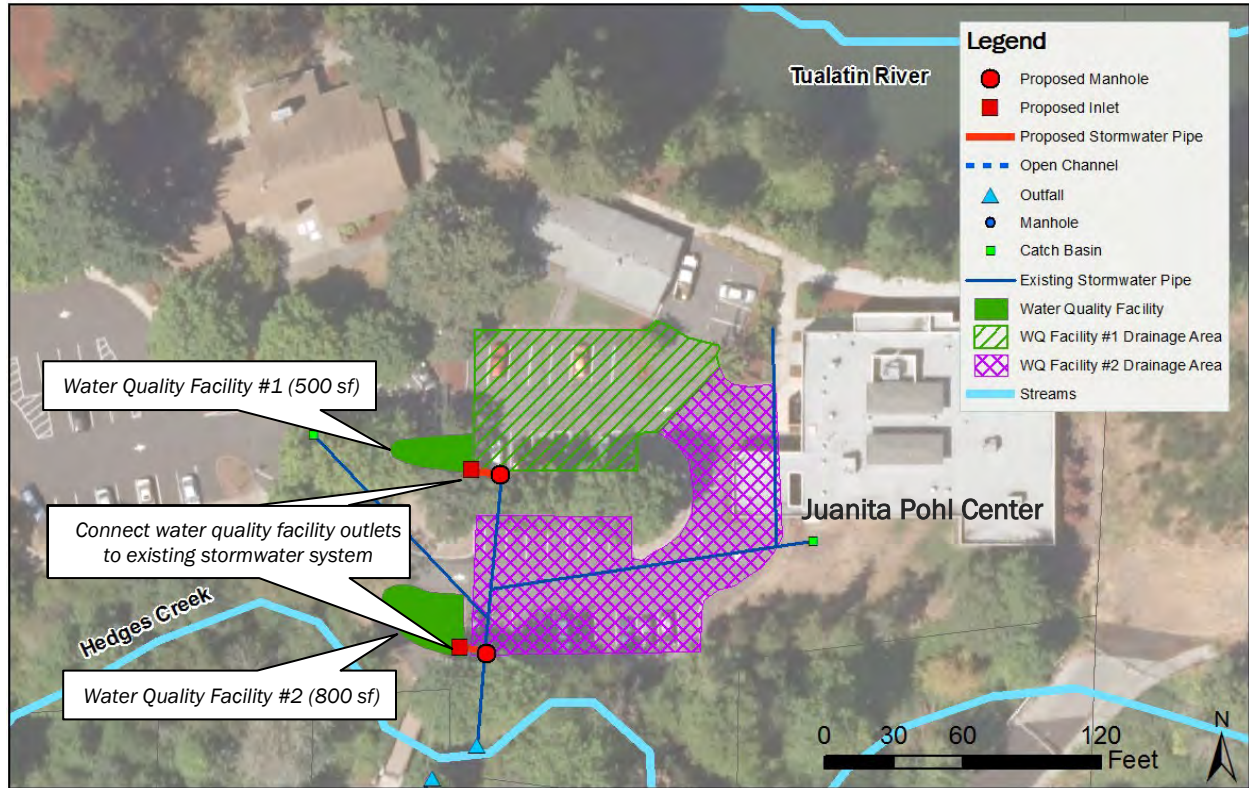 Tualatin River
Legend
Proposed Manhole
Proposed Inlet
Proposed Stormwater Pipe
Open Channel
Outfall
Manhole
Catch Basin
Existing Stormwater Pipe
Water Quality Facility
WQ Facility #1 Drainage Area
WQ Facility #2 Drainage Area
Streams
Water Quality Facility #1 (500 sf)
Connect water quality facility outlets
to existing stormwater system
Juanita Pohl Center
Hedges Creek
Water Quality Facility #2 (800 sf)
0 30 60 120
Feet
N